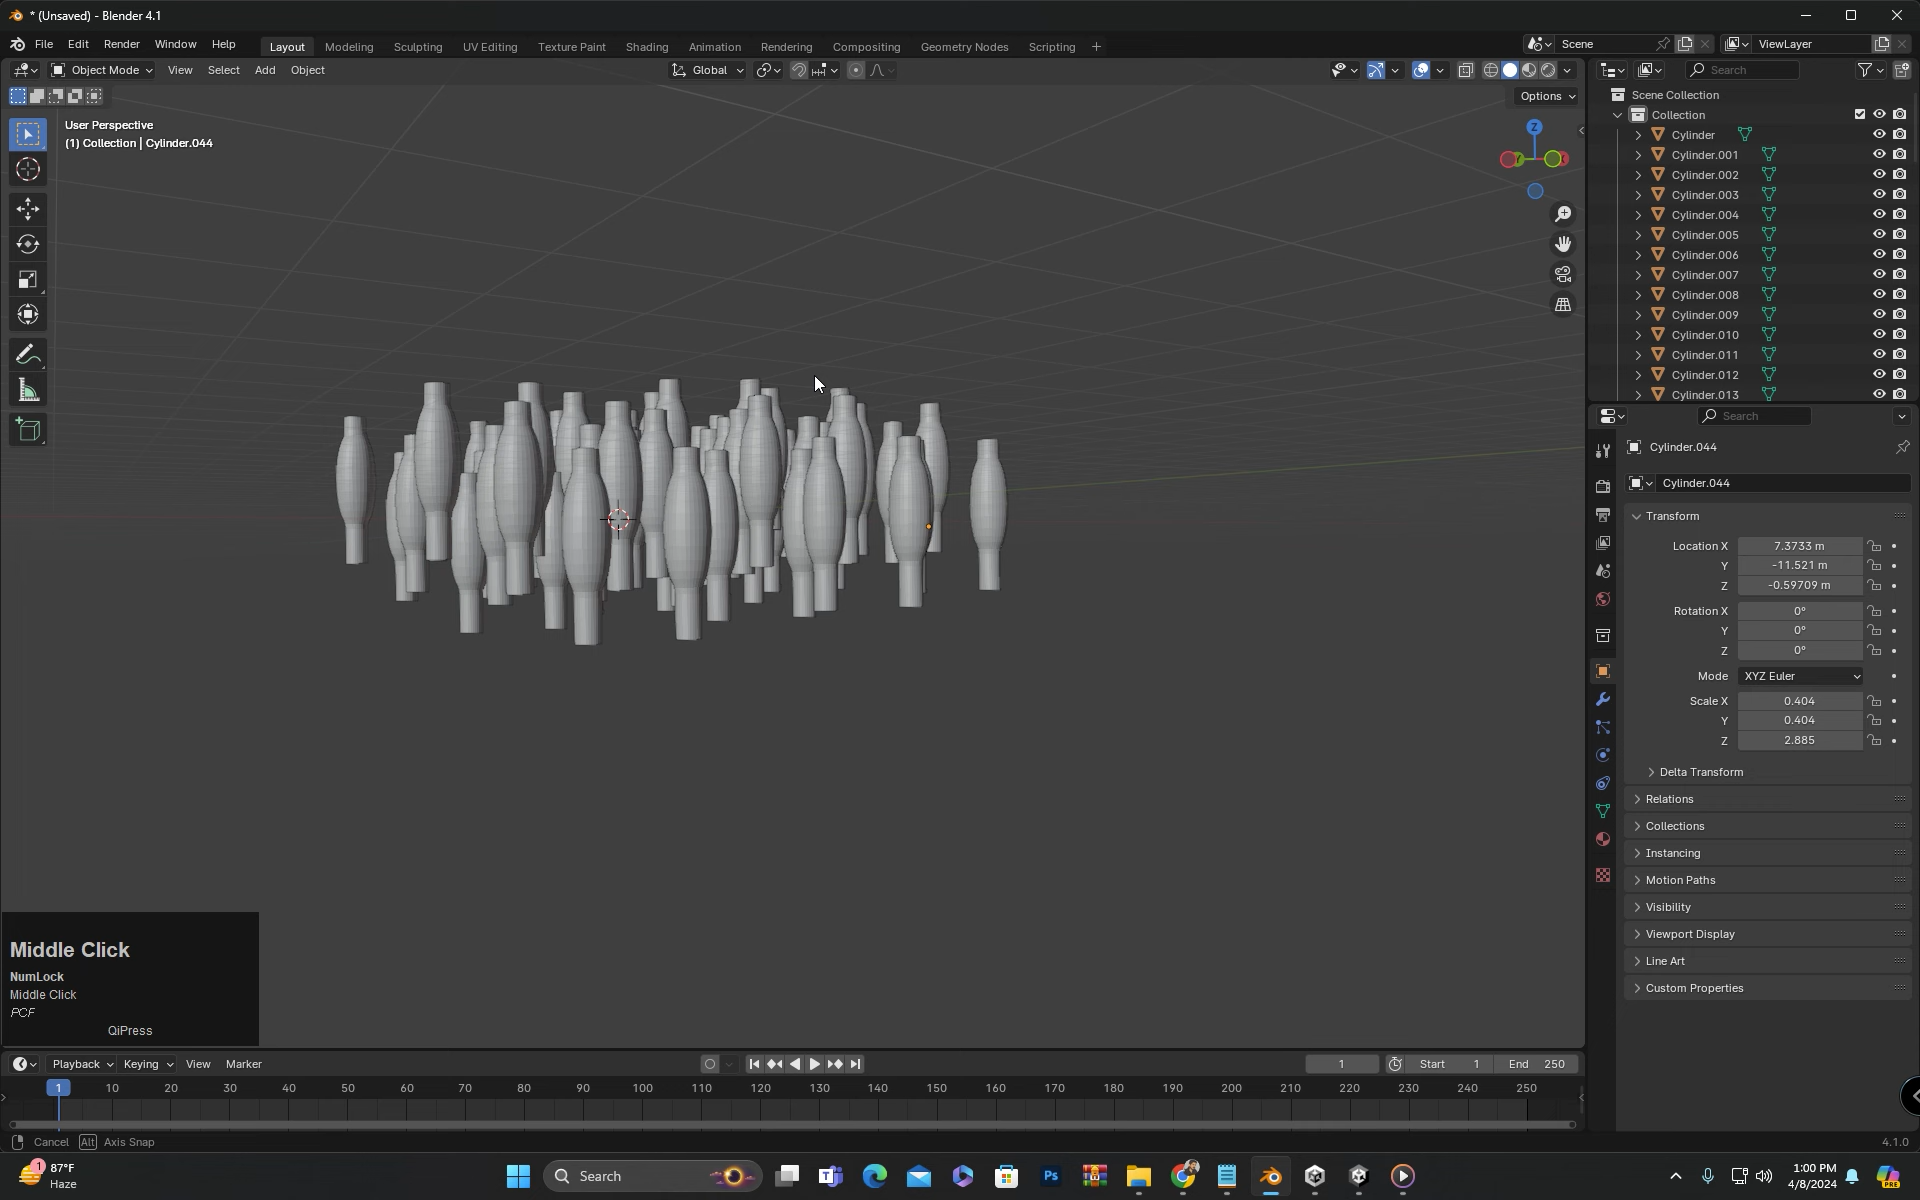 * (Unsaved) - Blender 4.1
File Edit Render Window Help Layout Modeling Sculpting UV Editing Texture Paint Shading Animation Rendering Compositing Geometry Nodes Scripting + Scene ViewLayer
Object Mode View Select Add Object Global Search
Options
User Perspective
(1) Collection | Cylinder.044
Z
Scene Collection
Collection
Cylinder
Cylinder.001
Cylinder.002
Cylinder.003
Cylinder.004
Cylinder.005
Cylinder.006
Cylinder.007
Cylinder.008
Cylinder.009
Cylinder.010
Cylinder.011
Cylinder.012
Cylinder.013
Search
Cylinder.044
Cylinder.044
Transform
Location X 7.3733 m
Y -11.521 m
Z -0.59709 m
Rotation X 0°
Y 0°
Z 0°
Mode XYZ Euler
Scale X 0.404
Y 0.404
Z 2.885
Delta Transform
Relations
Collections
Instancing
Motion Paths
Visibility
Viewport Display
Line Art
Custom Properties
Middle Click
NumLock
Middle Click
PCF
QiPress
Playback Keying View Marker 1 Start 1 End 250
1 10 20 30 40 50 60 70 80 90 100 110 120 130 140 150 160 170 180 190 200 210 220 230 240 250
Cancel Alt Axis Snap 4.1.0
1 87°F
Haze
Search
Ps
1:00 PM
4/8/2024
PRE